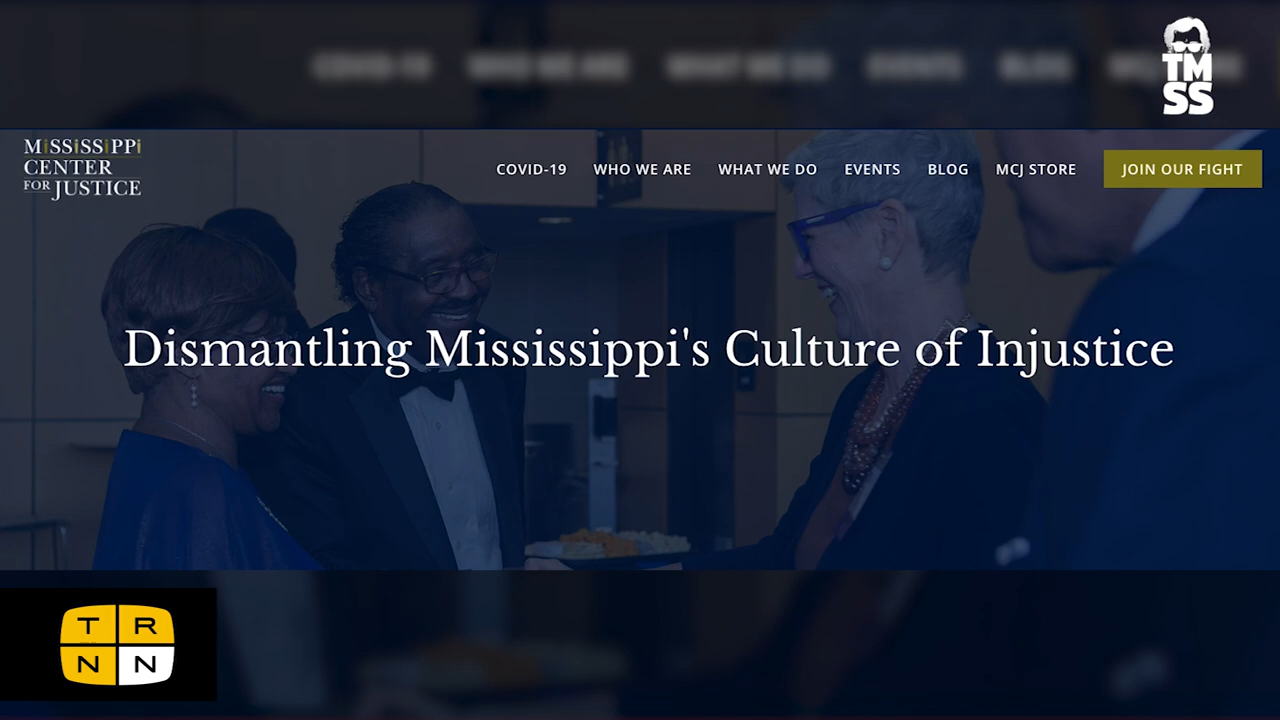 TM
SS
MISSISSIPPI
CENTER
FOR JUSTICE
COVID-19 WHO WE ARE WHAT WE DO EVENTS BLOG MCJ STORE JOIN OUR FIGHT
Dismantling Mississippi's Culture of Injustice
T R
N N